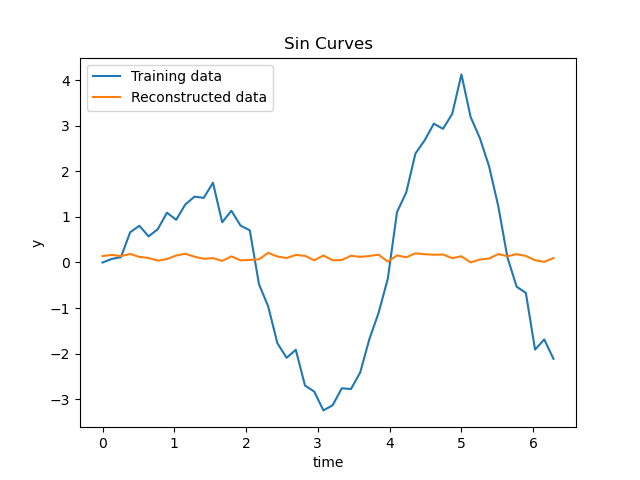 Sin Curves
Training data
Reconstructed data
4
3
2
1
0
−1
−2
−3
y
0 1 2 3 4 5 6
time